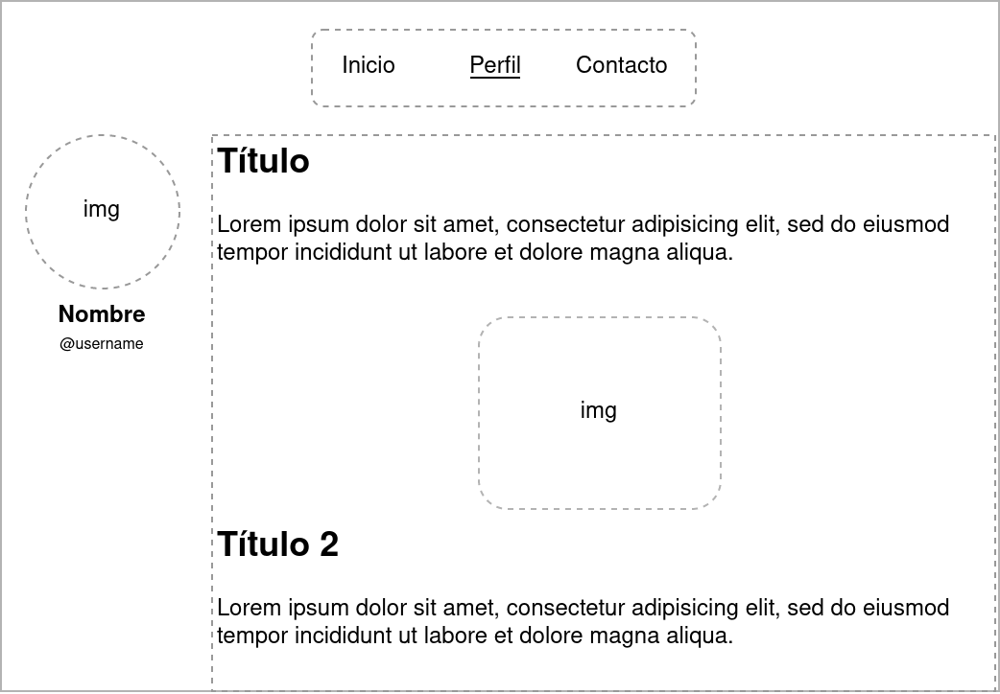 Inicio Perfil Contacto
img
Nombre
@username
Título
Lorem ipsum dolor sit amet, consectetur adipisicing elit, sed do eiusmod
tempor incididunt ut labore et dolore magna aliqua.
img
Título 2
Lorem ipsum dolor sit amet, consectetur adipisicing elit, sed do eiusmod
tempor incididunt ut labore et dolore magna aliqua.